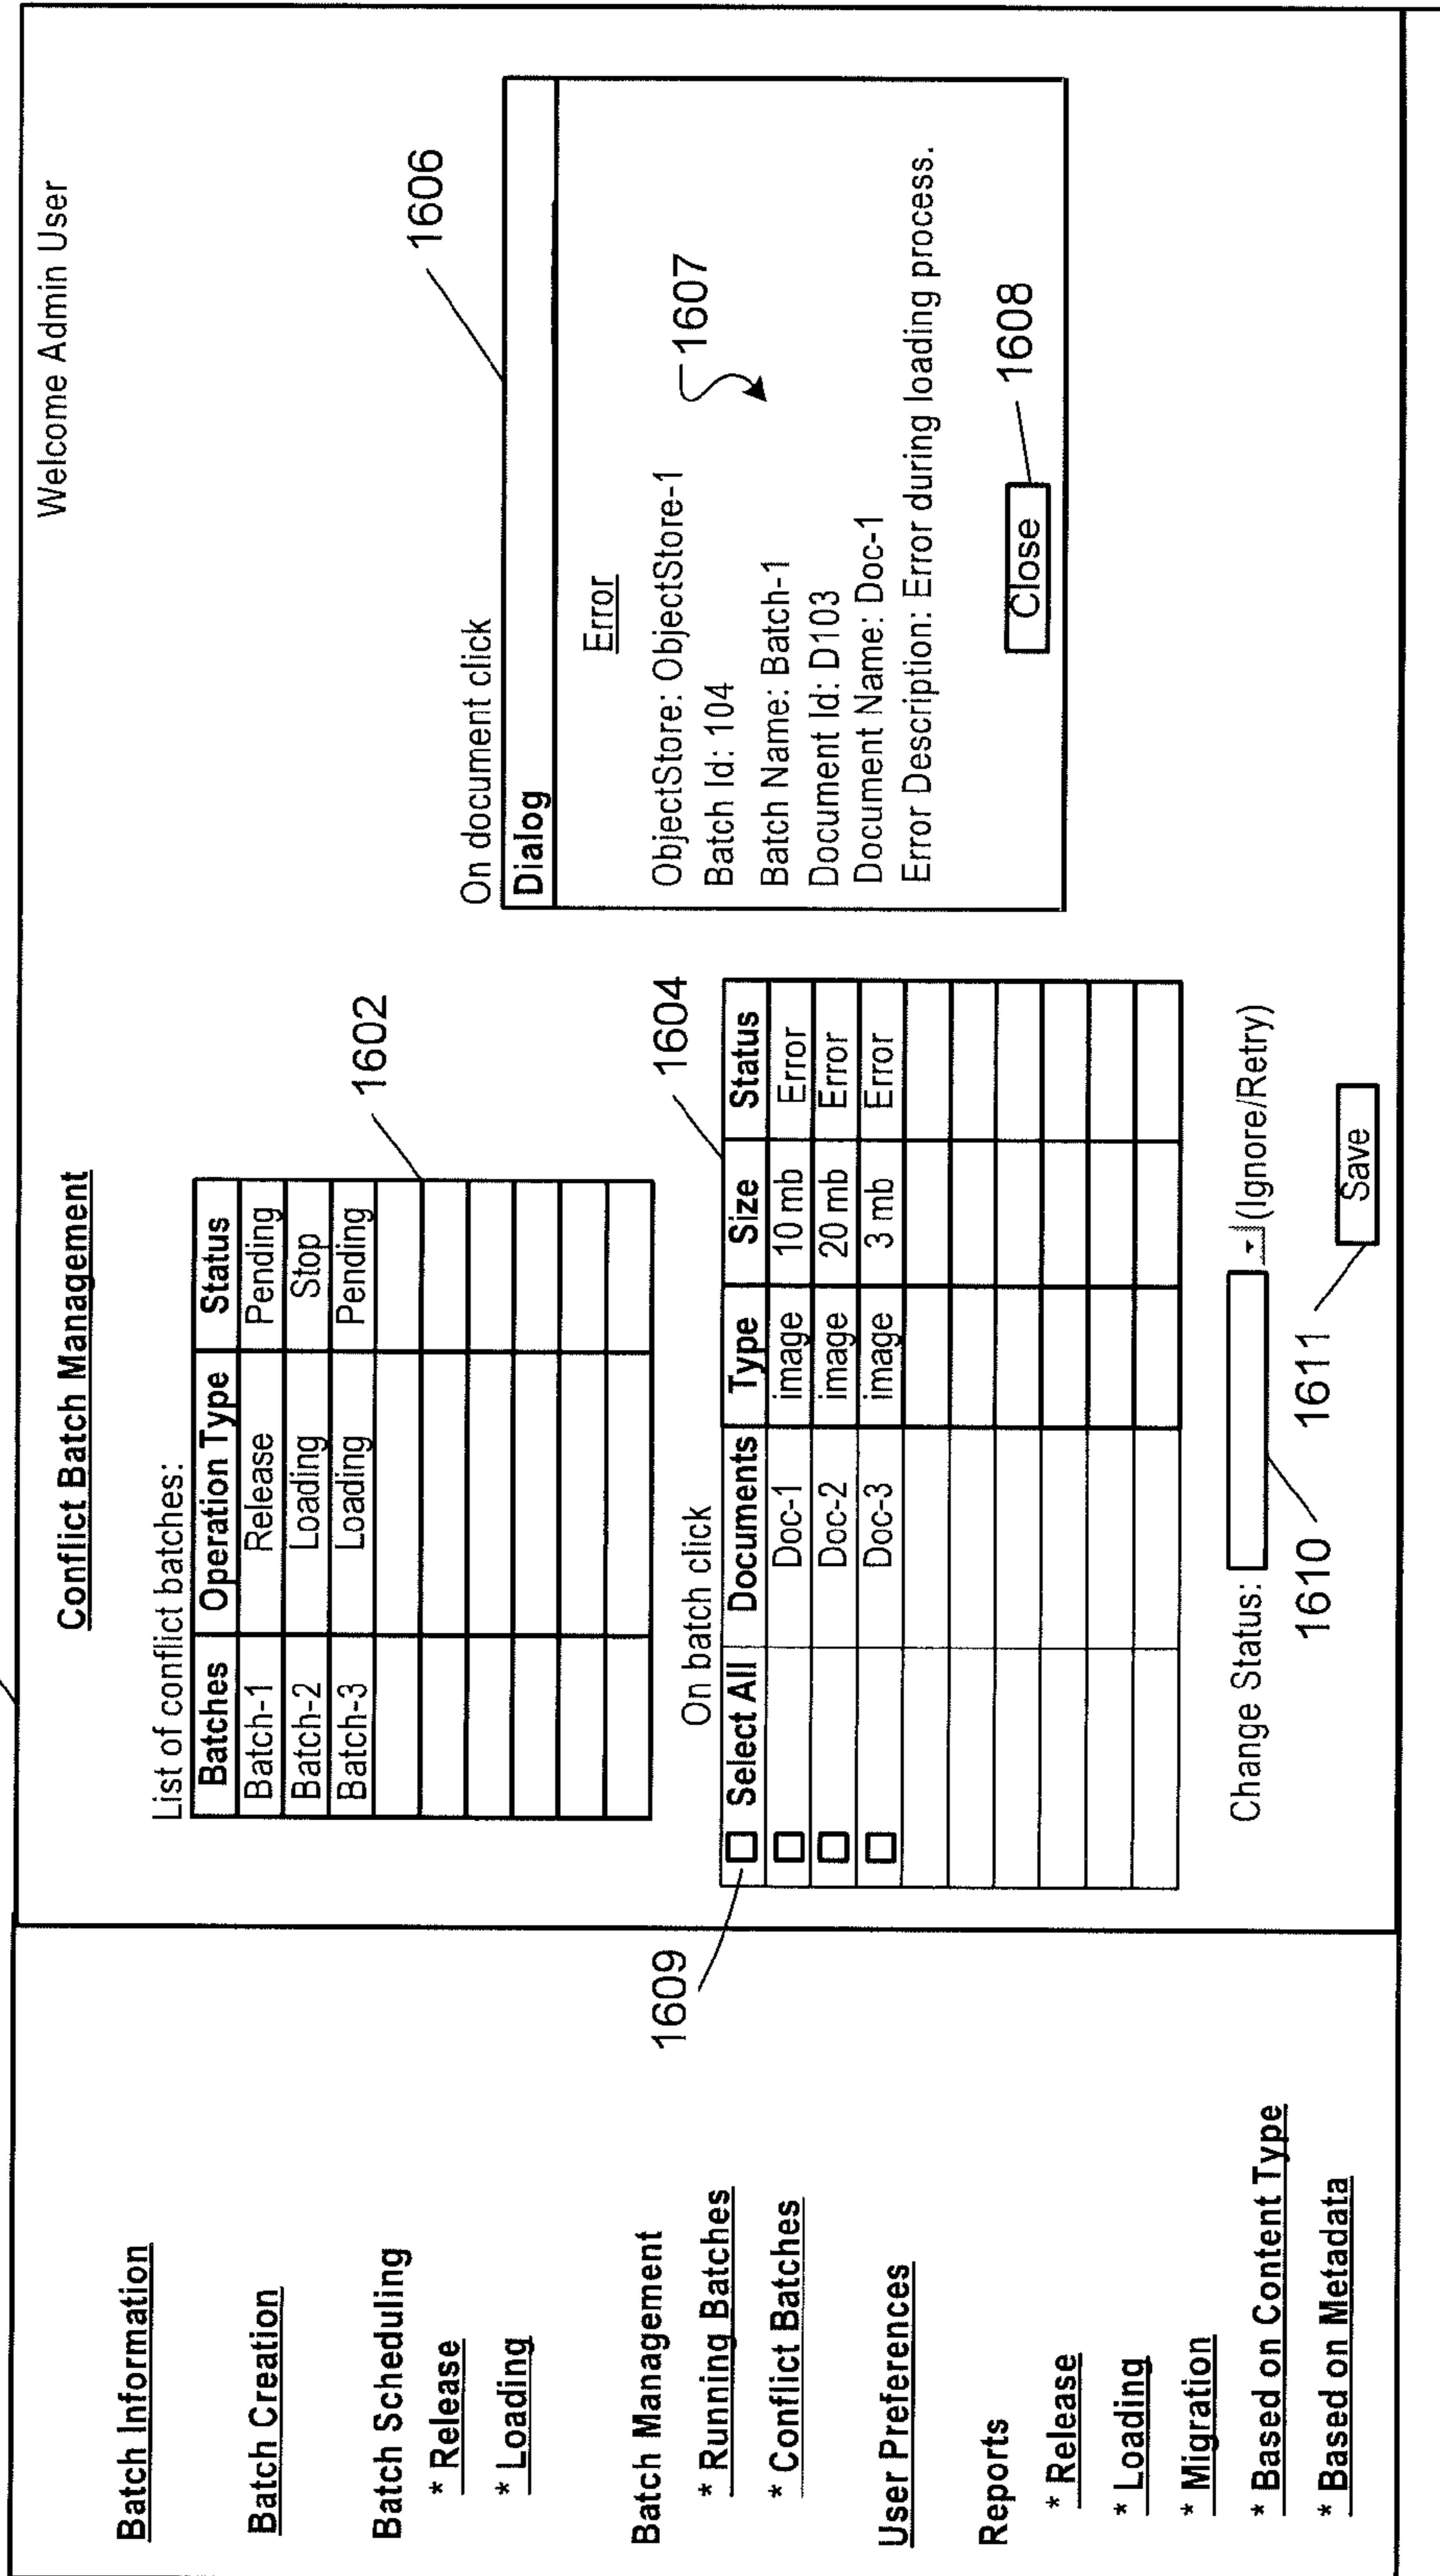 Welcome Admin User
Batch Information
Batch Creation
Batch Scheduling
* Release
* Loading
Batch Management
* Running Batches
* Conflict Batches
User Preferences
Reports
* Release
* Loading
* Migration
* Based on Content Type
* Based on Metadata
Conflict Batch Management
List of conflict batches:
Batches Operation Type Status
Batch-1 Release Pending
Batch-2 Loading Stop
Batch-3 Loading Pending
1602
On batch click
1604
1609
Select All Documents Type Size Status
Doc-1 image 10 mb Error
Doc-2 image 20 mb Error
Doc-3 image 3 mb Error
Change Status: (Ignore/Retry)
1610
1611
Save
1606
On document click
Dialog
Error
ObjectStore: ObjectStore-1
Batch Id: 104
1607
Batch Name: Batch-1
Document Id: D103
Document Name: Doc-1
Error Description: Error during loading process.
Close
1608